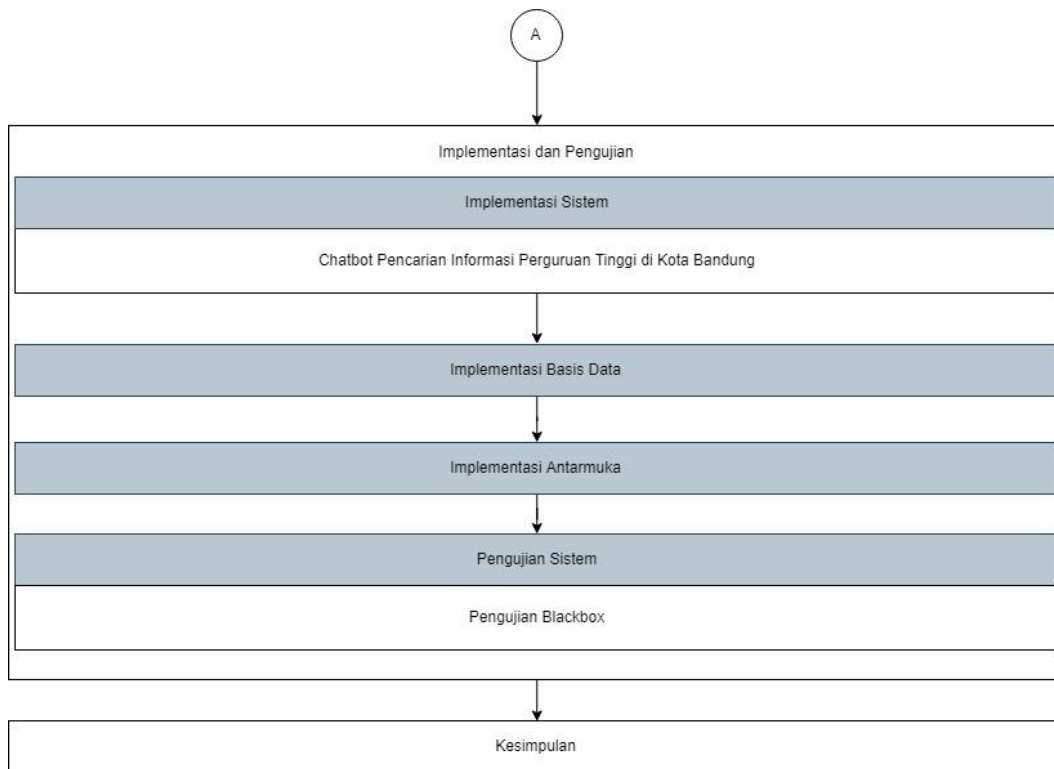 A
Implementasi dan Pengujian
Implementasi Sistem
Chatbot Pencarian Informasi Perguruan Tinggi di Kota Bandung
Implementasi Basis Data
Implementasi Antarmuka
Pengujian Sistem
Pengujian Blackbox
Kesimpulan